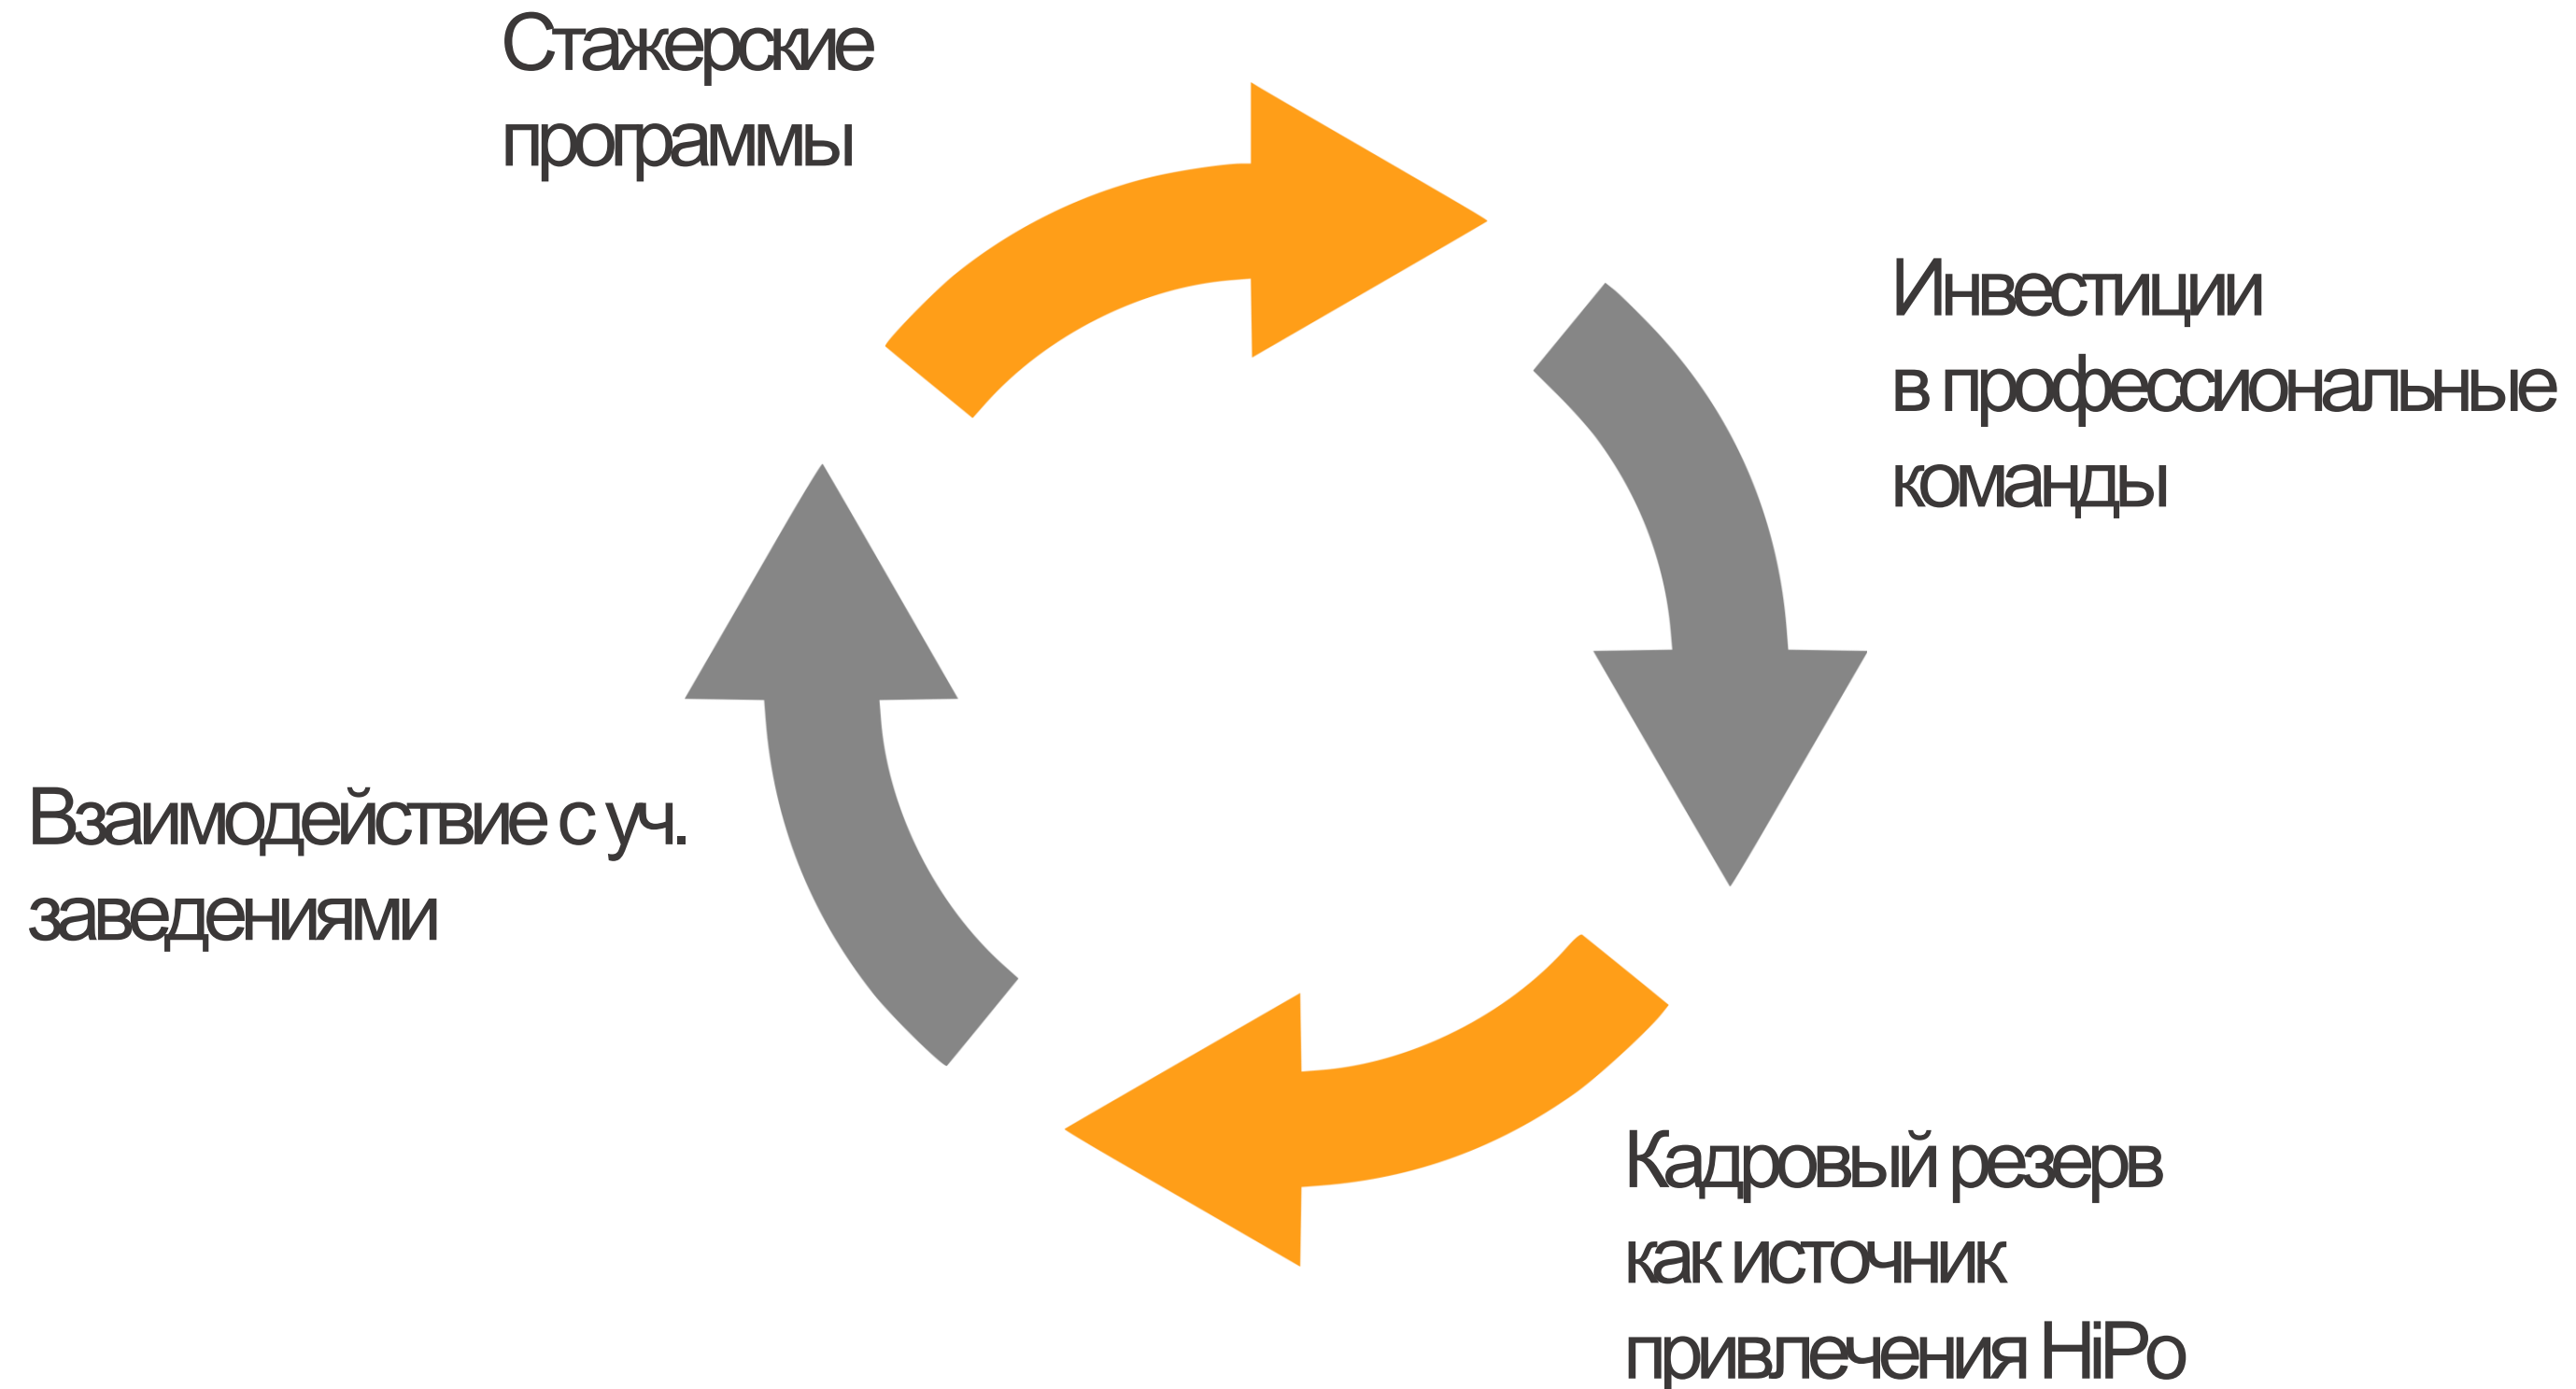 Стажерские
программы
Инвестиции
в профессиональные
команды
Взаимодействие с уч.
заведениями
Кадровый резерв
как источник
привлечения HiPo